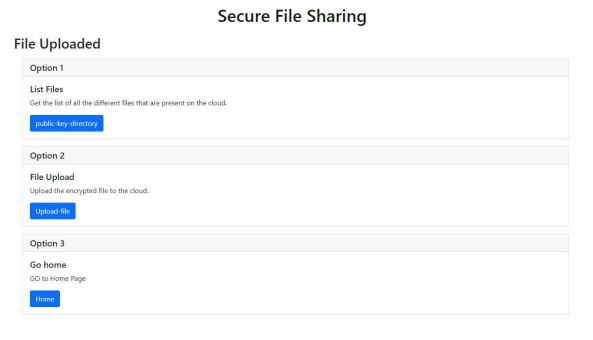 Secure File Sharing
File Uploaded
Option 1
List Files
Get the list of all the different files that are present on the cloud.
public-key-directory
Option 2
File Upload
Upload the encrypted file to the cloud.
Upload-file
Option 3
Go home
GO to Home Page
Home